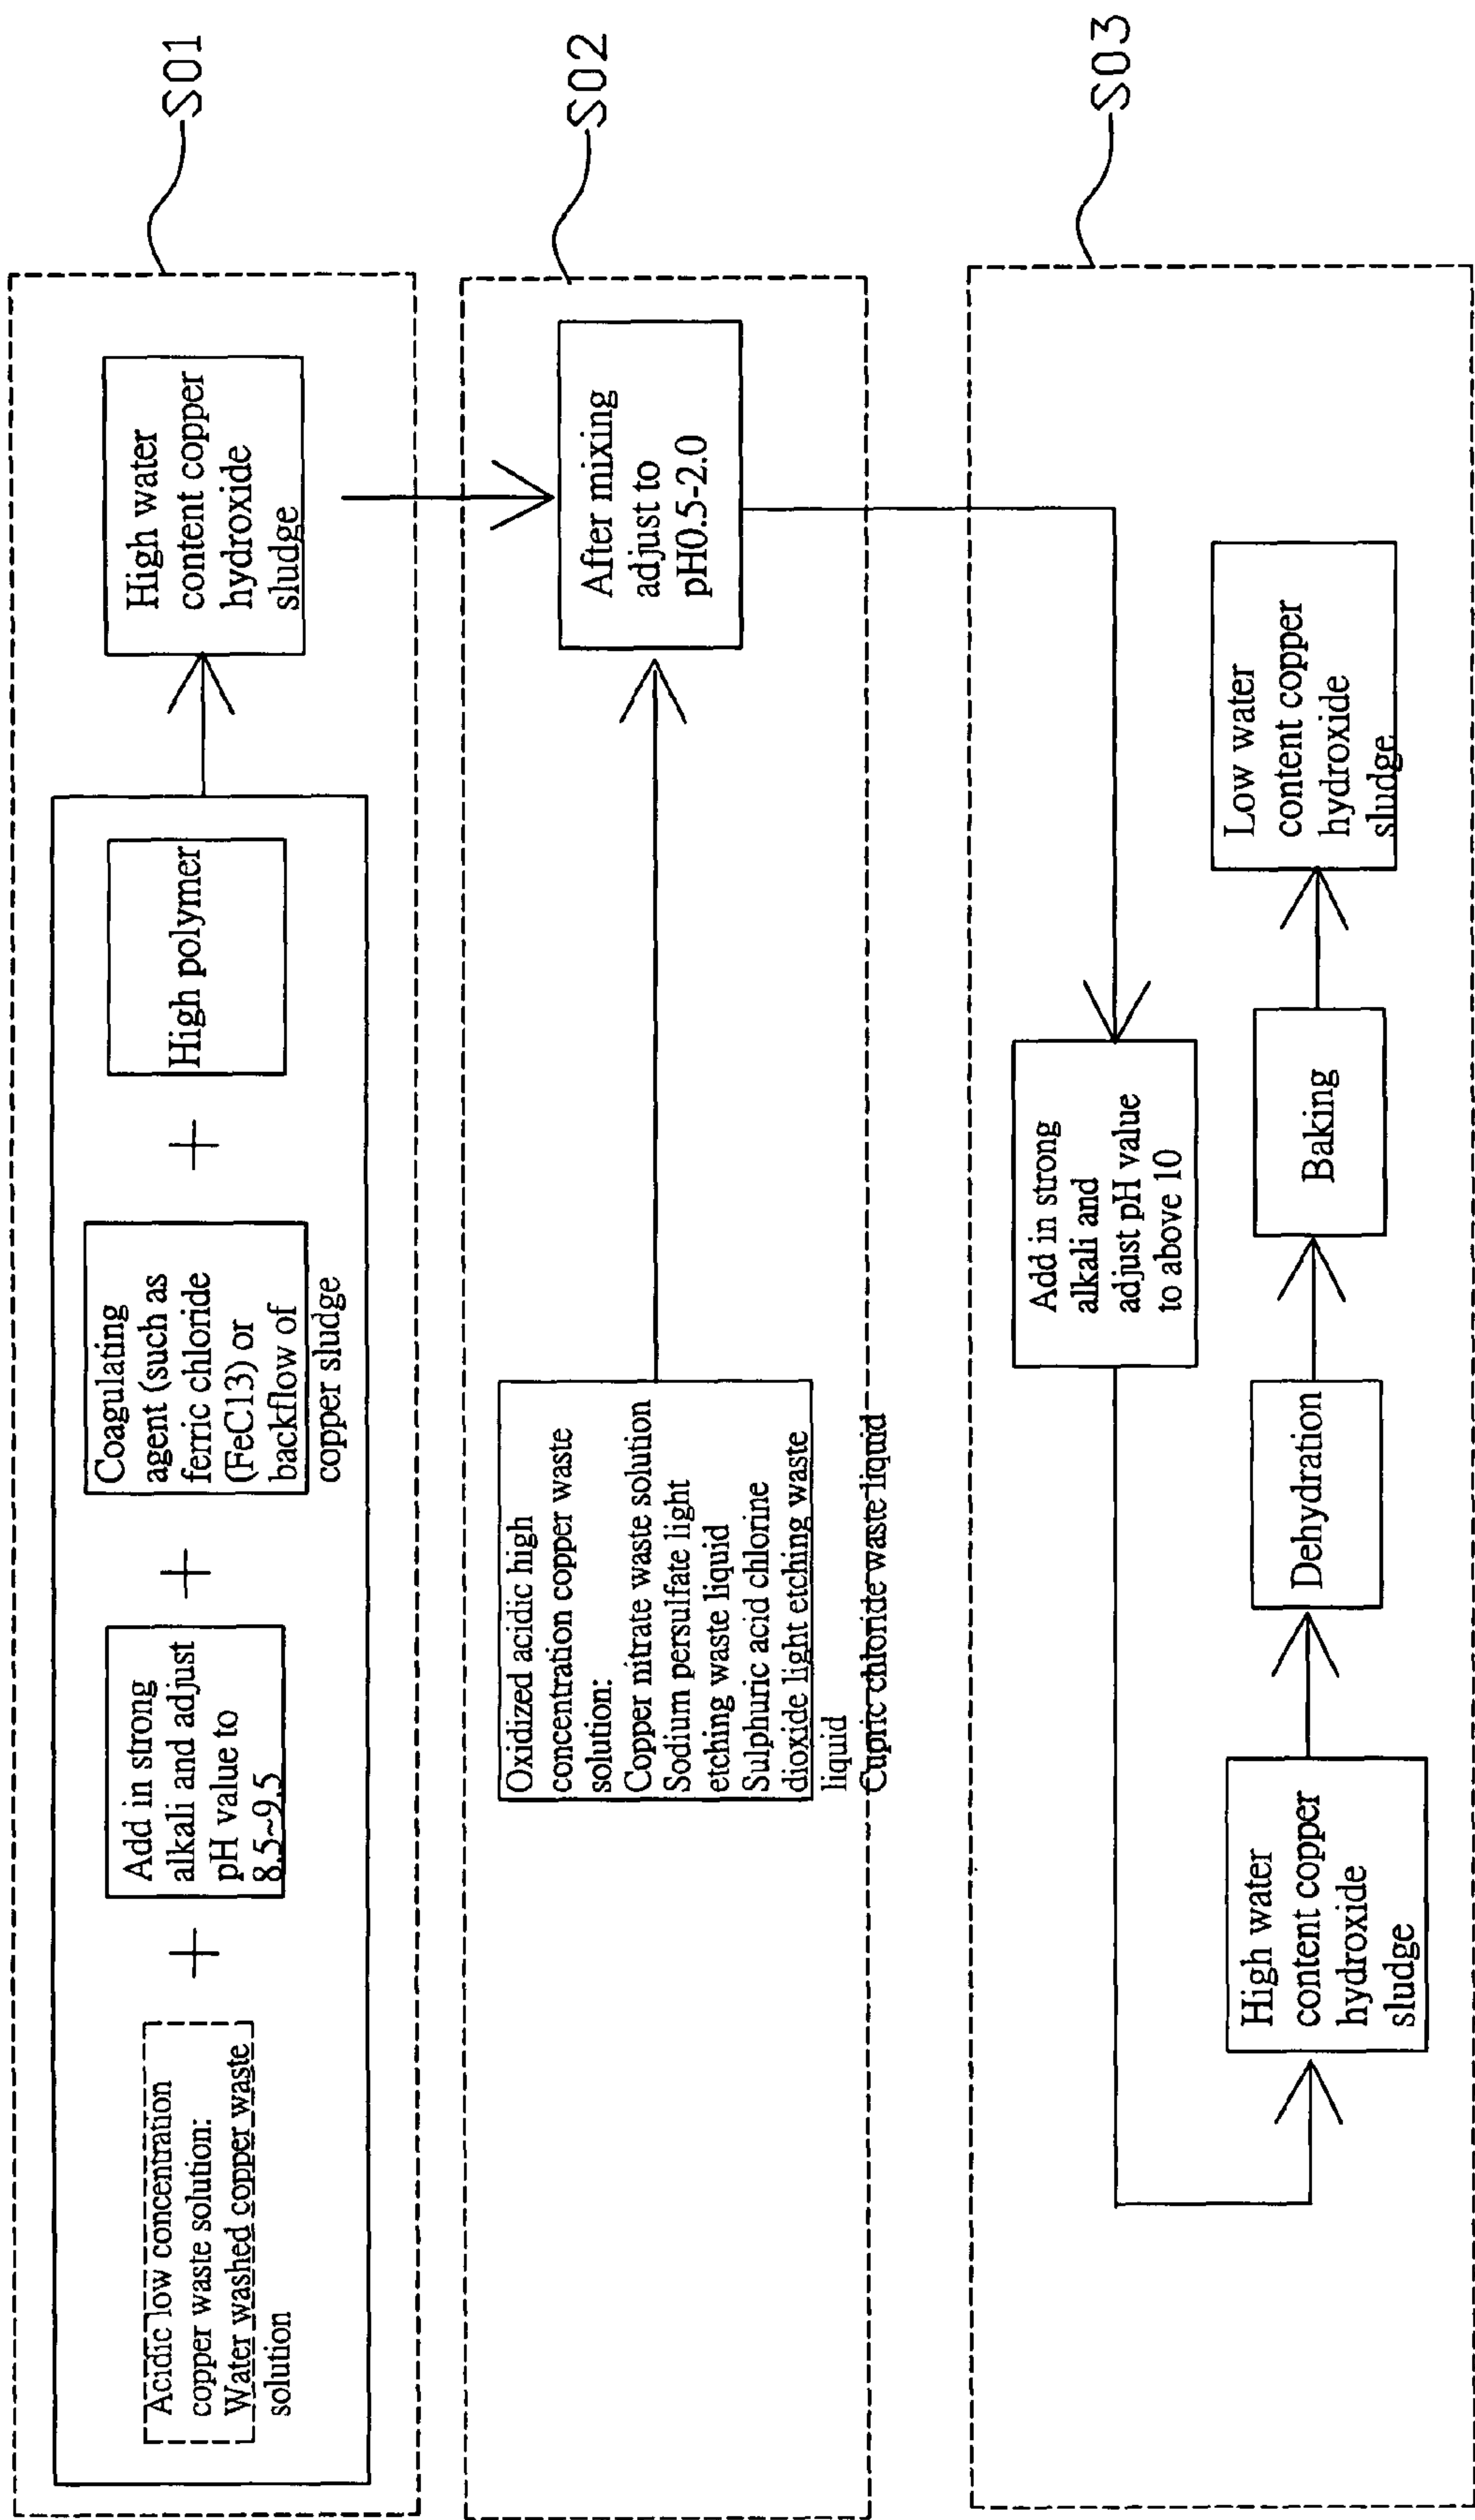 Acidic low concentration
copper waste solution:
Water washed copper waste
solution
+
Add in strong
alkali and adjust
pH value to
8.5~9.5
+
Coagulating
agent (such as
ferric chloride
(FeC13) or
backflow of
copper sludge
+
High polymer
High water
content copper
hydroxide
sludge
S01
Oxidized acidic high
concentration copper waste
solution:
Copper nitrate waste solution
Sodium persulfate light
etching waste liquid
Sulphuric acid chlorine
dioxide light etching waste
liquid
Cupric chloride waste liquid
After mixing
adjust to
pH0.5-2.0
S02
Add in strong
alkali and
adjust pH value
to above 10
High water
content copper
hydroxide
sludge
Dehydration
Baking
Low water
content copper
hydroxide
sludge
S03